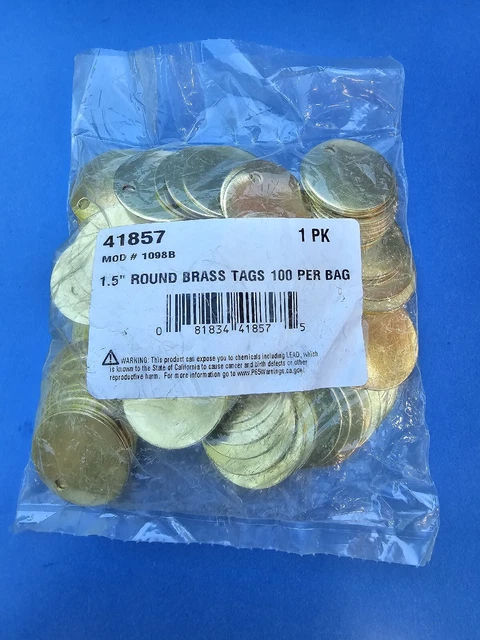 41857 1 PK
MOD # 1098B
1.5" ROUND BRASS TAGS 100 PER BAG
0 81834 41857 5
WARNING: This product can expose you to chemicals including LEAD, which
is known to the State of California to cause cancer and birth defects or other
reproductive harm. For more information go to www.P65Warnings.ca.gov